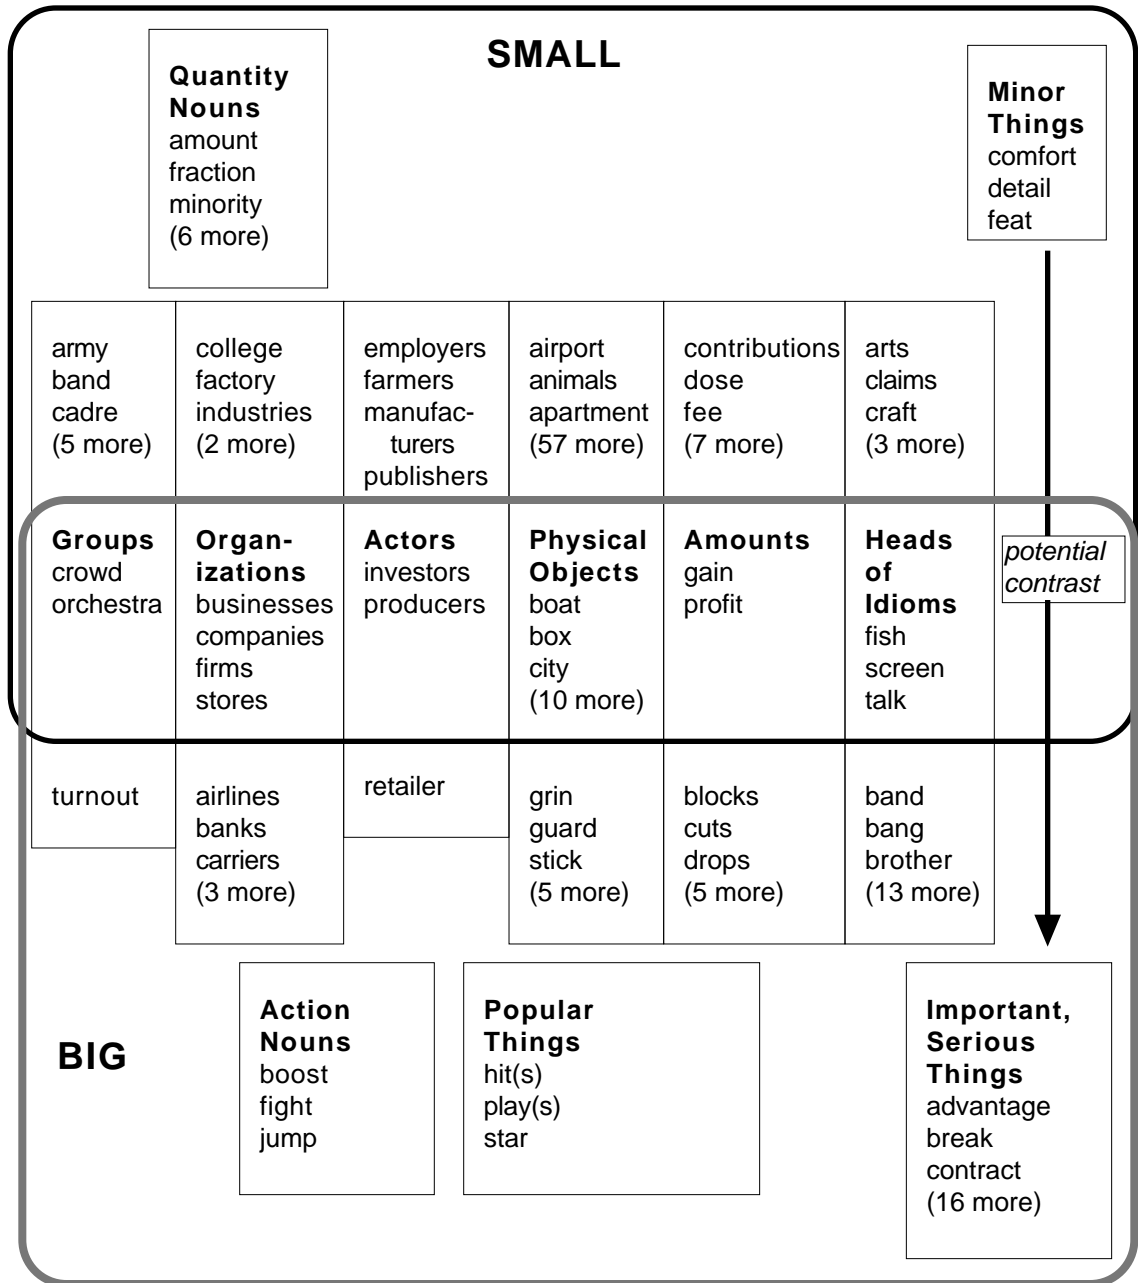 SMALL
Quantity
Nouns
amount
fraction
minority
(6 more)
Minor
Things
comfort
detail
feat
army
band
cadre
(5 more)
college
factory
industries
(2 more)
employers
farmers
manufac-
turers
publishers
airport
animals
apartment
(57 more)
contributions
dose
fee
(7 more)
arts
claims
craft
(3 more)
Groups
crowd
orchestra
Organ-
izations
businesses
companies
firms
stores
Actors
investors
producers
Physical
Objects
boat
box
city
(10 more)
Amounts
gain
profit
Heads
of
Idioms
fish
screen
talk
potential
contrast
turnout
airlines
banks
carriers
(3 more)
retailer
grin
guard
stick
(5 more)
blocks
cuts
drops
(5 more)
band
bang
brother
(13 more)
BIG
Action
Nouns
boost
fight
jump
Popular
Things
hit(s)
play(s)
star
Important,
Serious
Things
advantage
break
contract
(16 more)